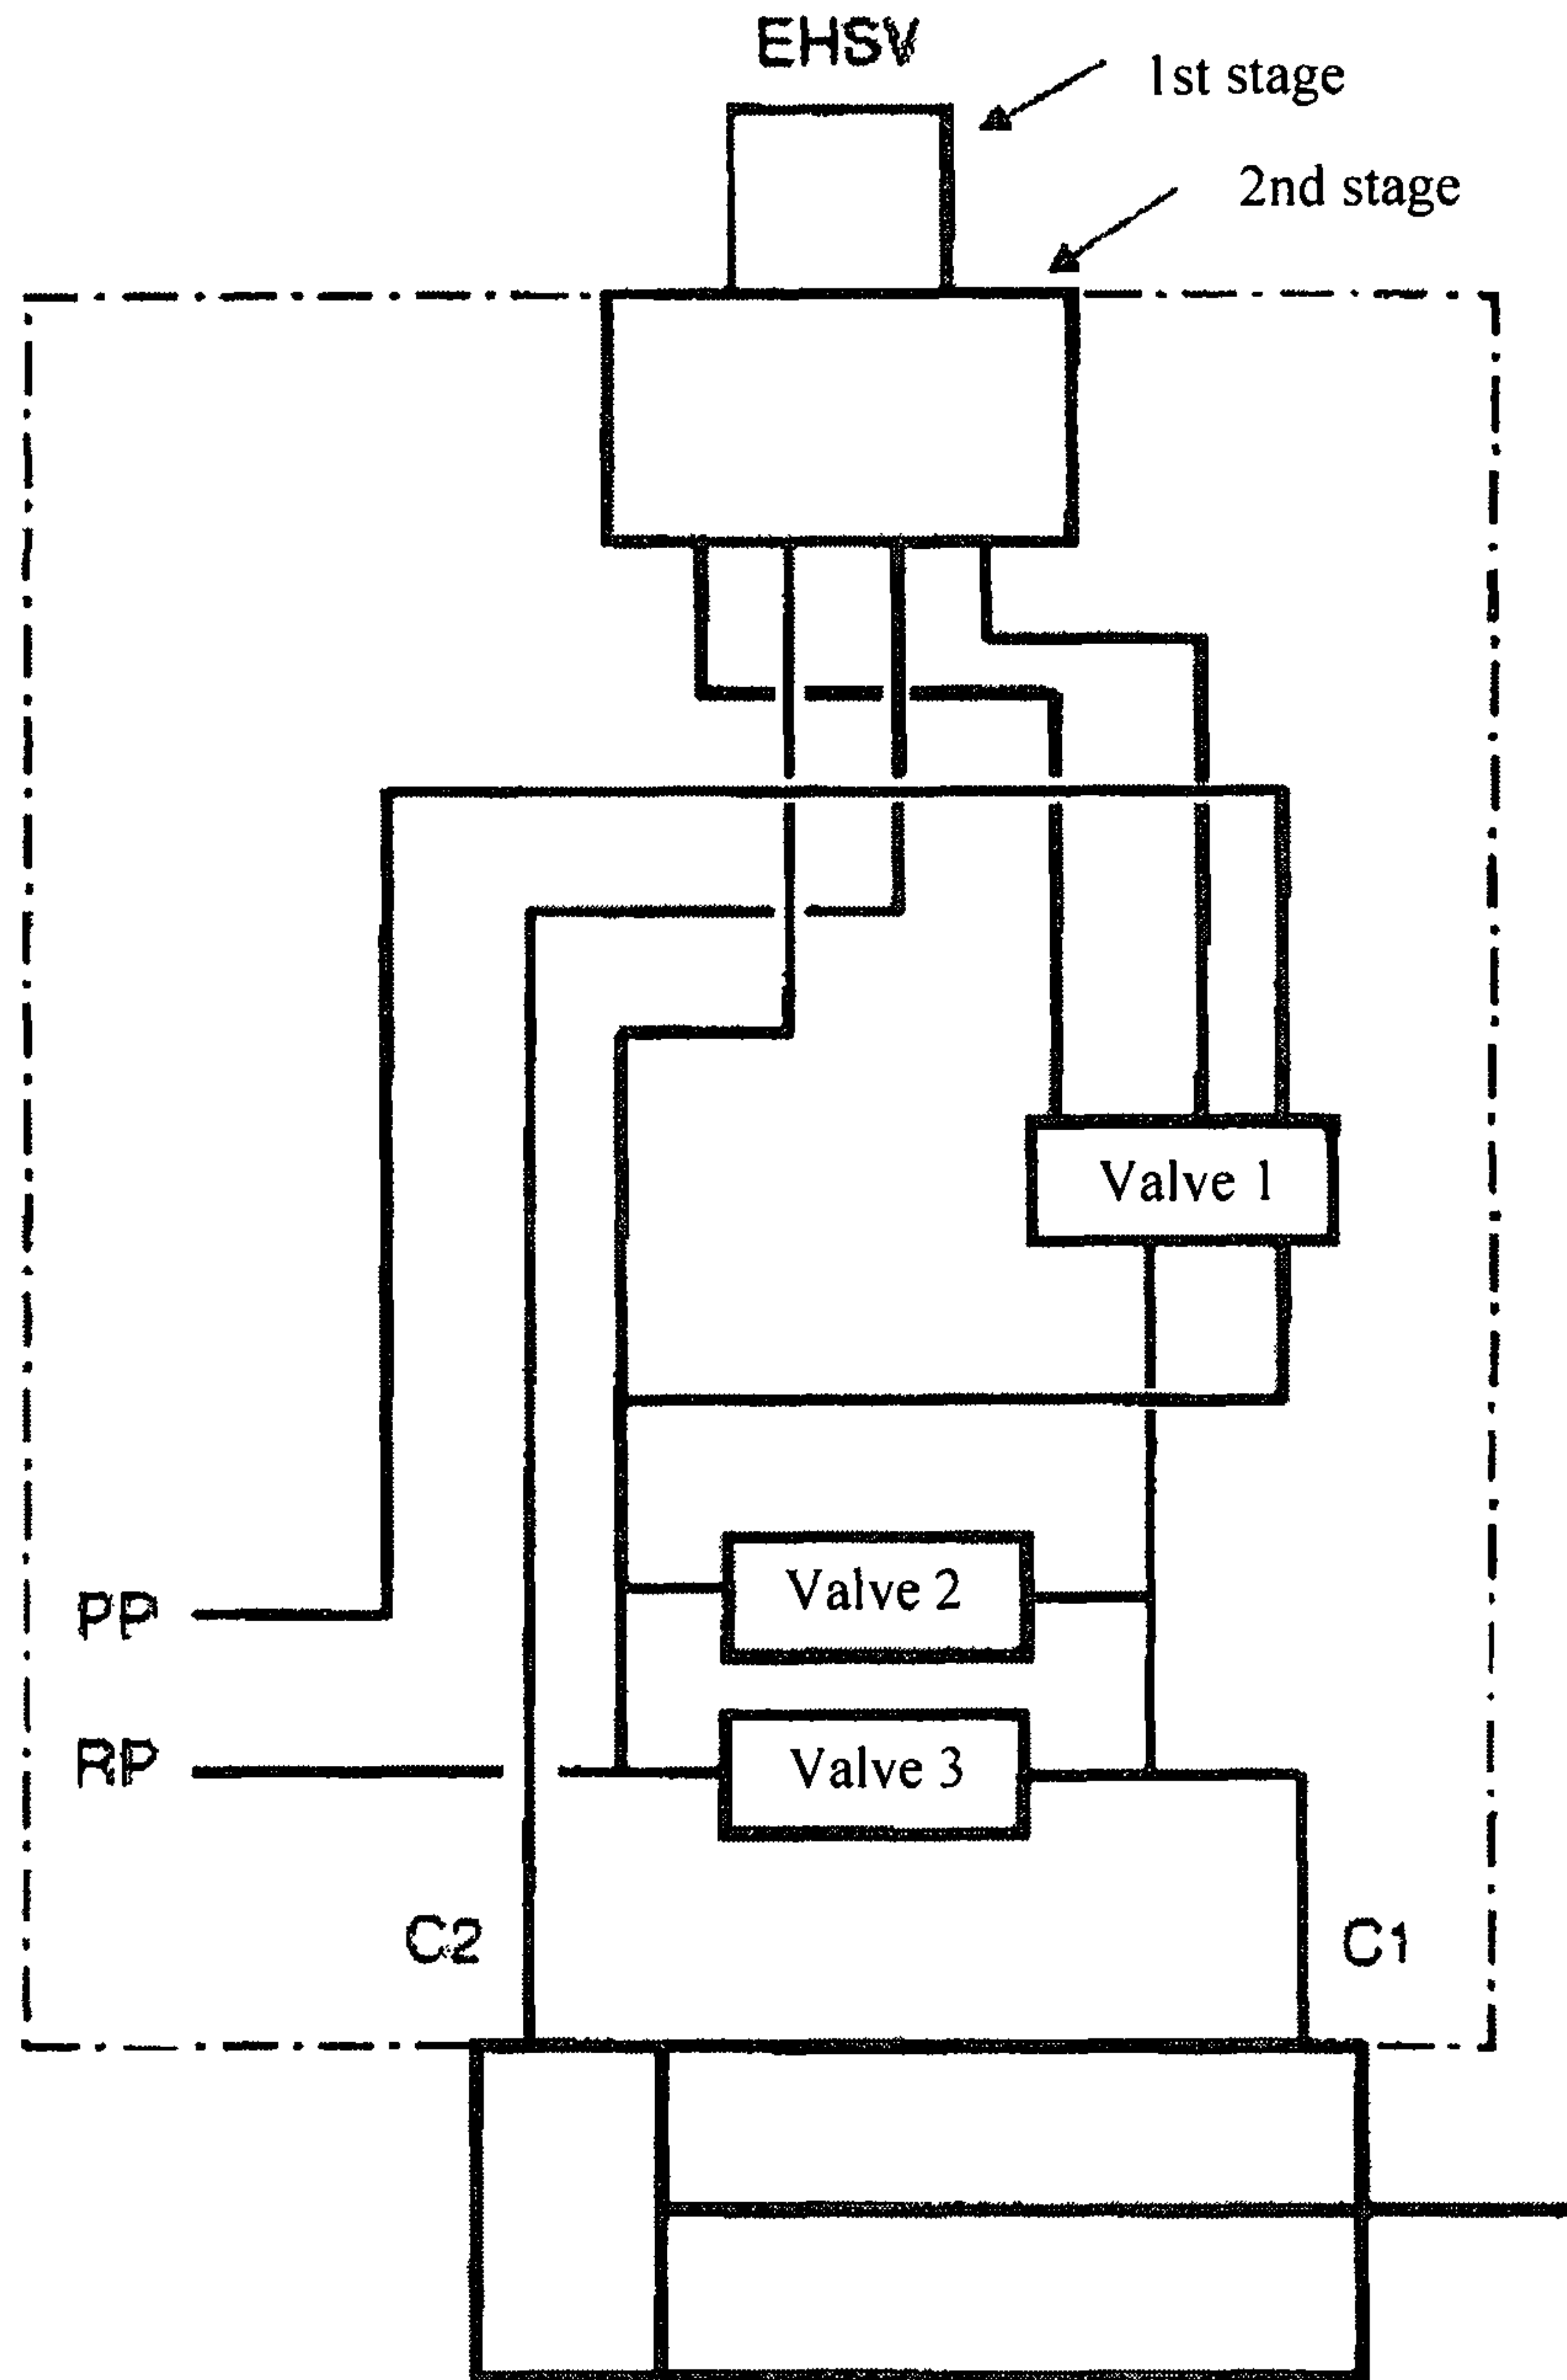 EHSV
1st stage
2nd stage
Valve 1
Valve 2
PP
Valve 3
RP
C2
C1